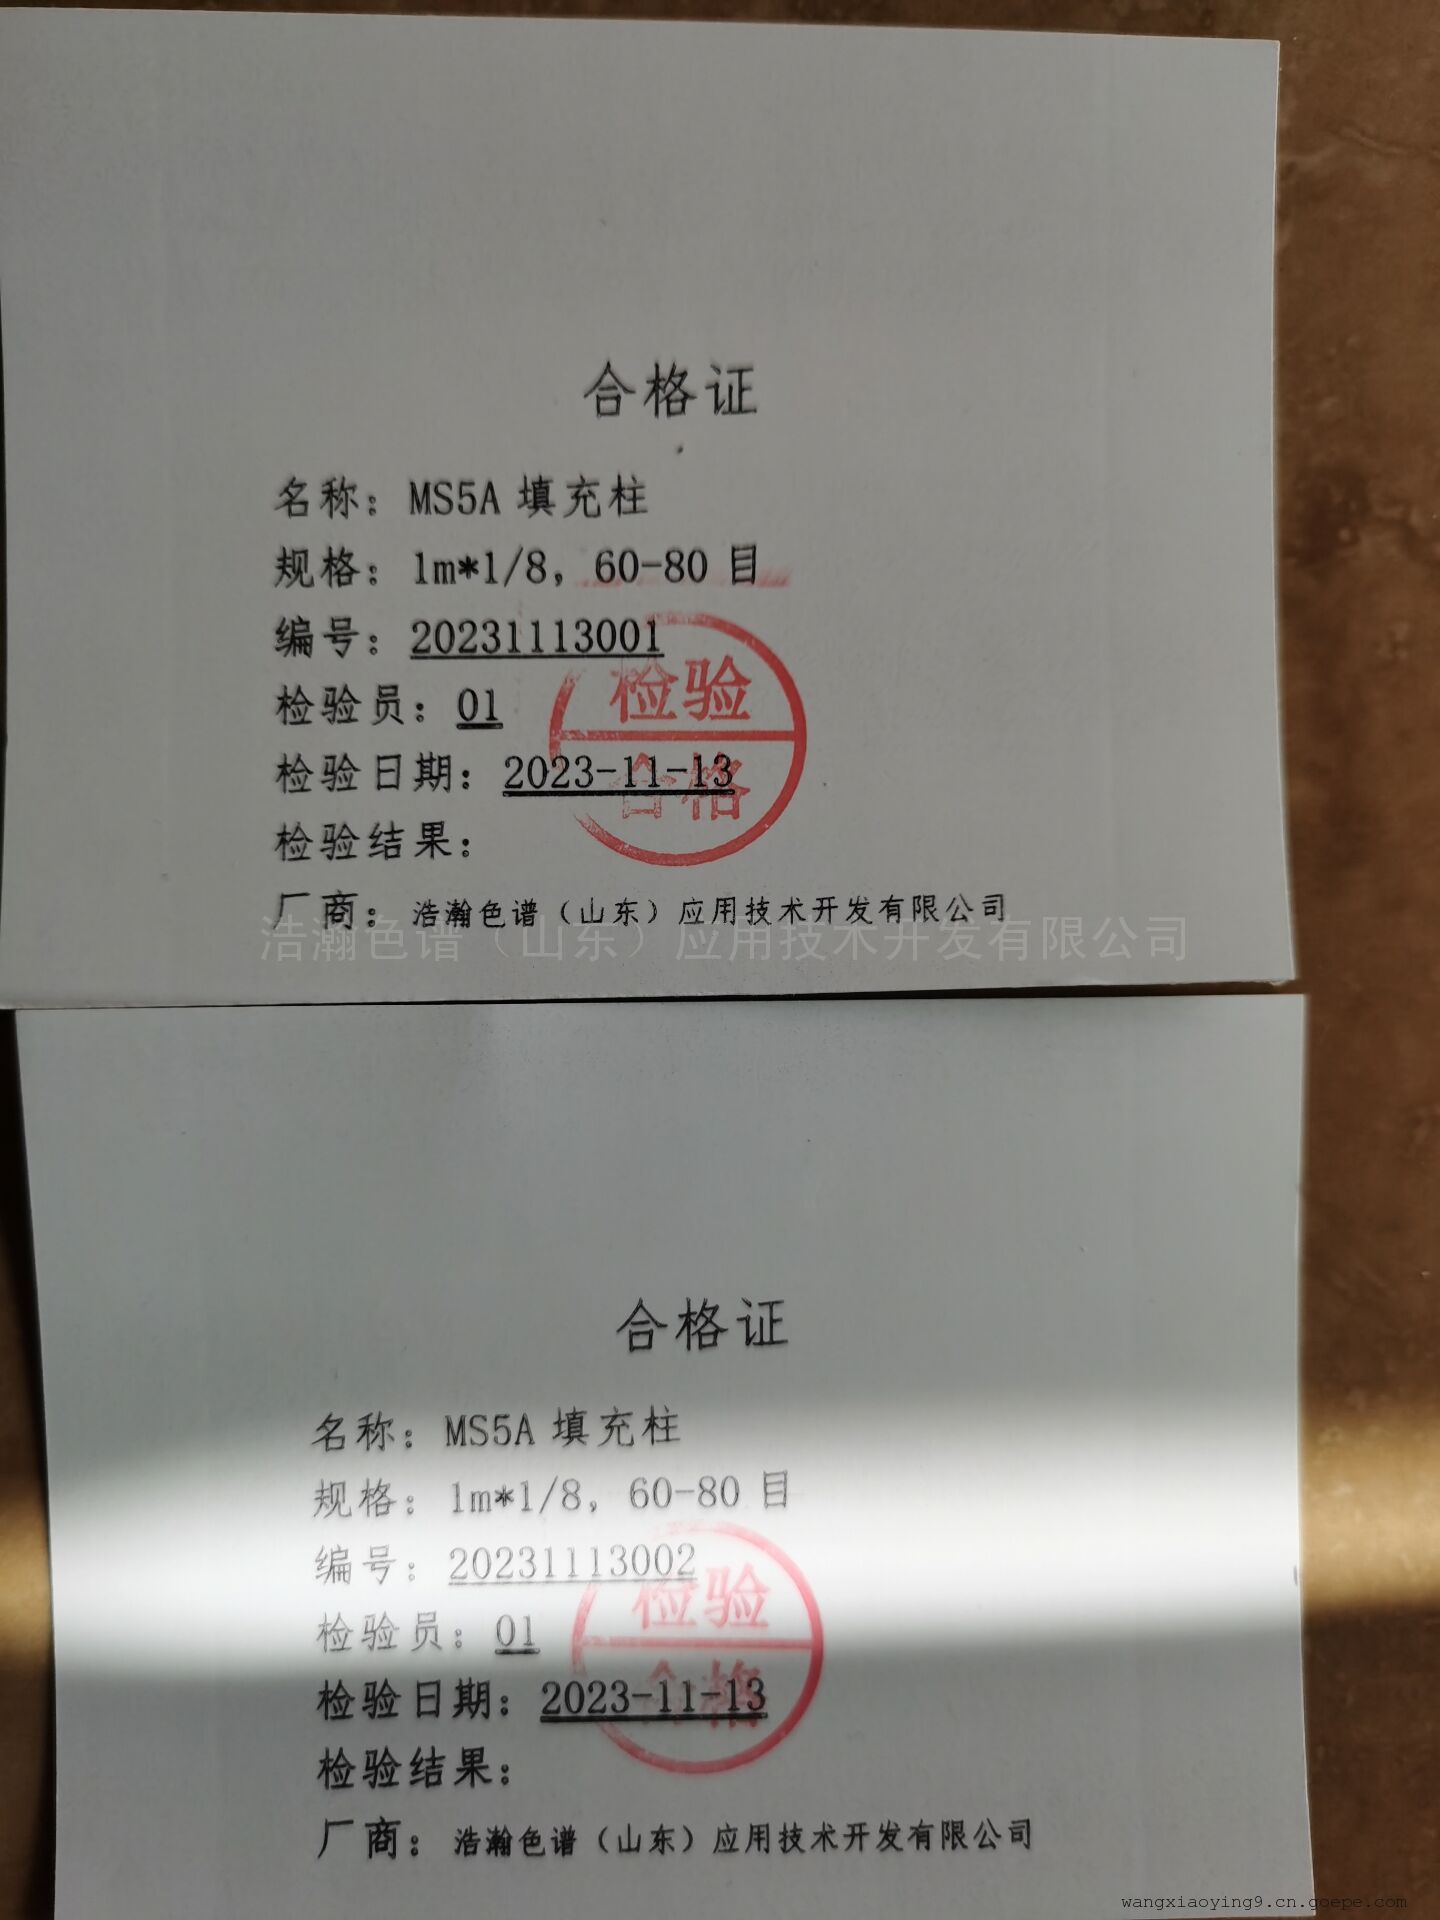 合格证
名称：MS5A 填充柱
规格：1m*1/8，60-80 目
编号：20231113001
检验员：01
检验日期：2023-11-13
检验结果：
检验
合格
厂商：浩瀚色谱（山东）应用技术开发有限公司
浩瀚色谱（山东）应用技术开发有限公司
合格证
名称：MS5A 填充柱
规格：1m*1/8，60-80 目
编号：20231113002
检验员：01
检验日期：2023-11-13
检验结果：
检验
合格
厂商：浩瀚色谱（山东）应用技术开发有限公司
wangxiaoying9.cn.goepe.com